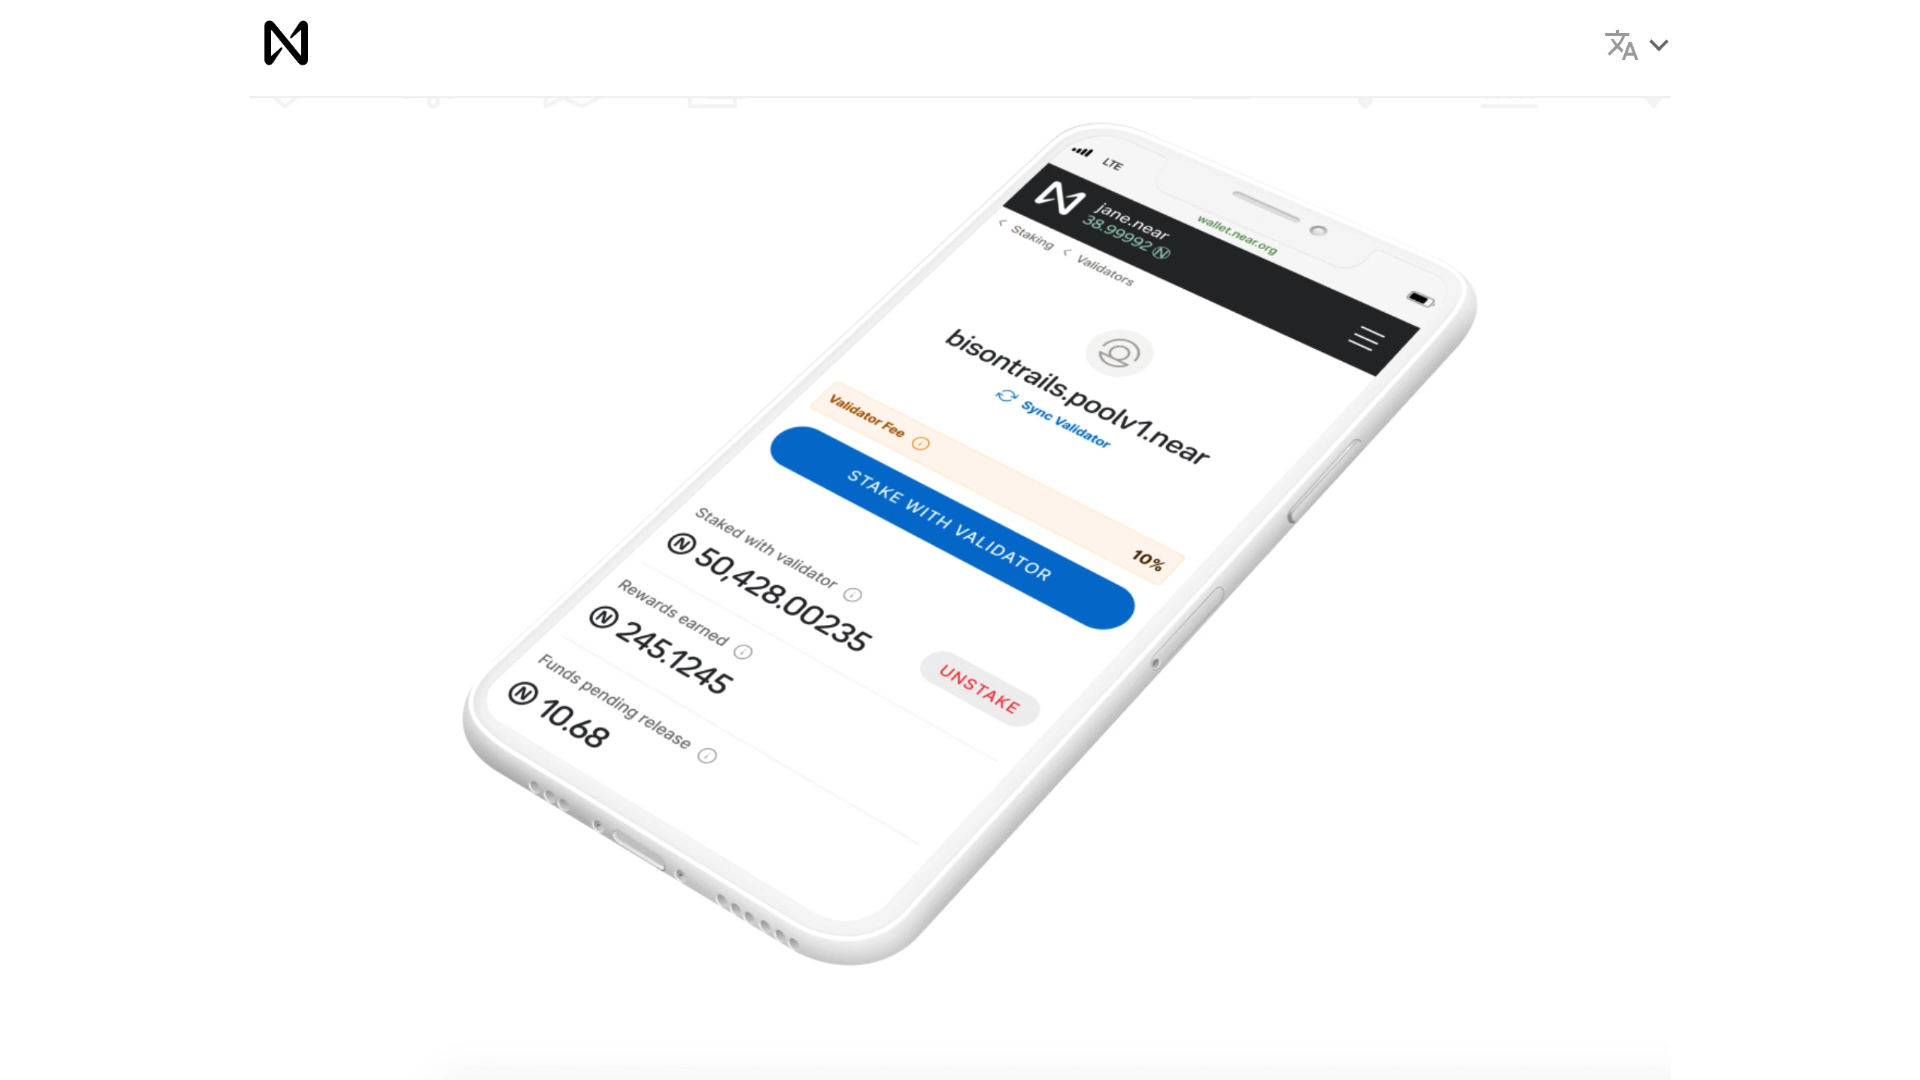 LTE
wallet.near.org
jane.near
38.99992
< Staking < Validators
bisontrails.poolv1.near
Sync Validator
Validator Fee
10%
STAKE WITH VALIDATOR
Staked with validator
50,428.00235
UNSTAKE
Rewards earned
245.1245
Funds pending release
10.68